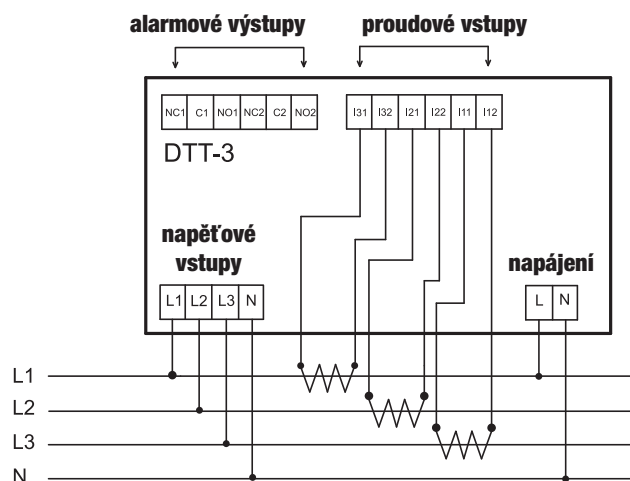 alarmové výstupy proudové vstupy
NC1 C1 NO1 NC2 C2 NO2 I31 I32 I21 I22 I11 I12
DTT-3
napěťové
vstupy
napájení
L1 L2 L3 N L N
L1
L2
L3
N